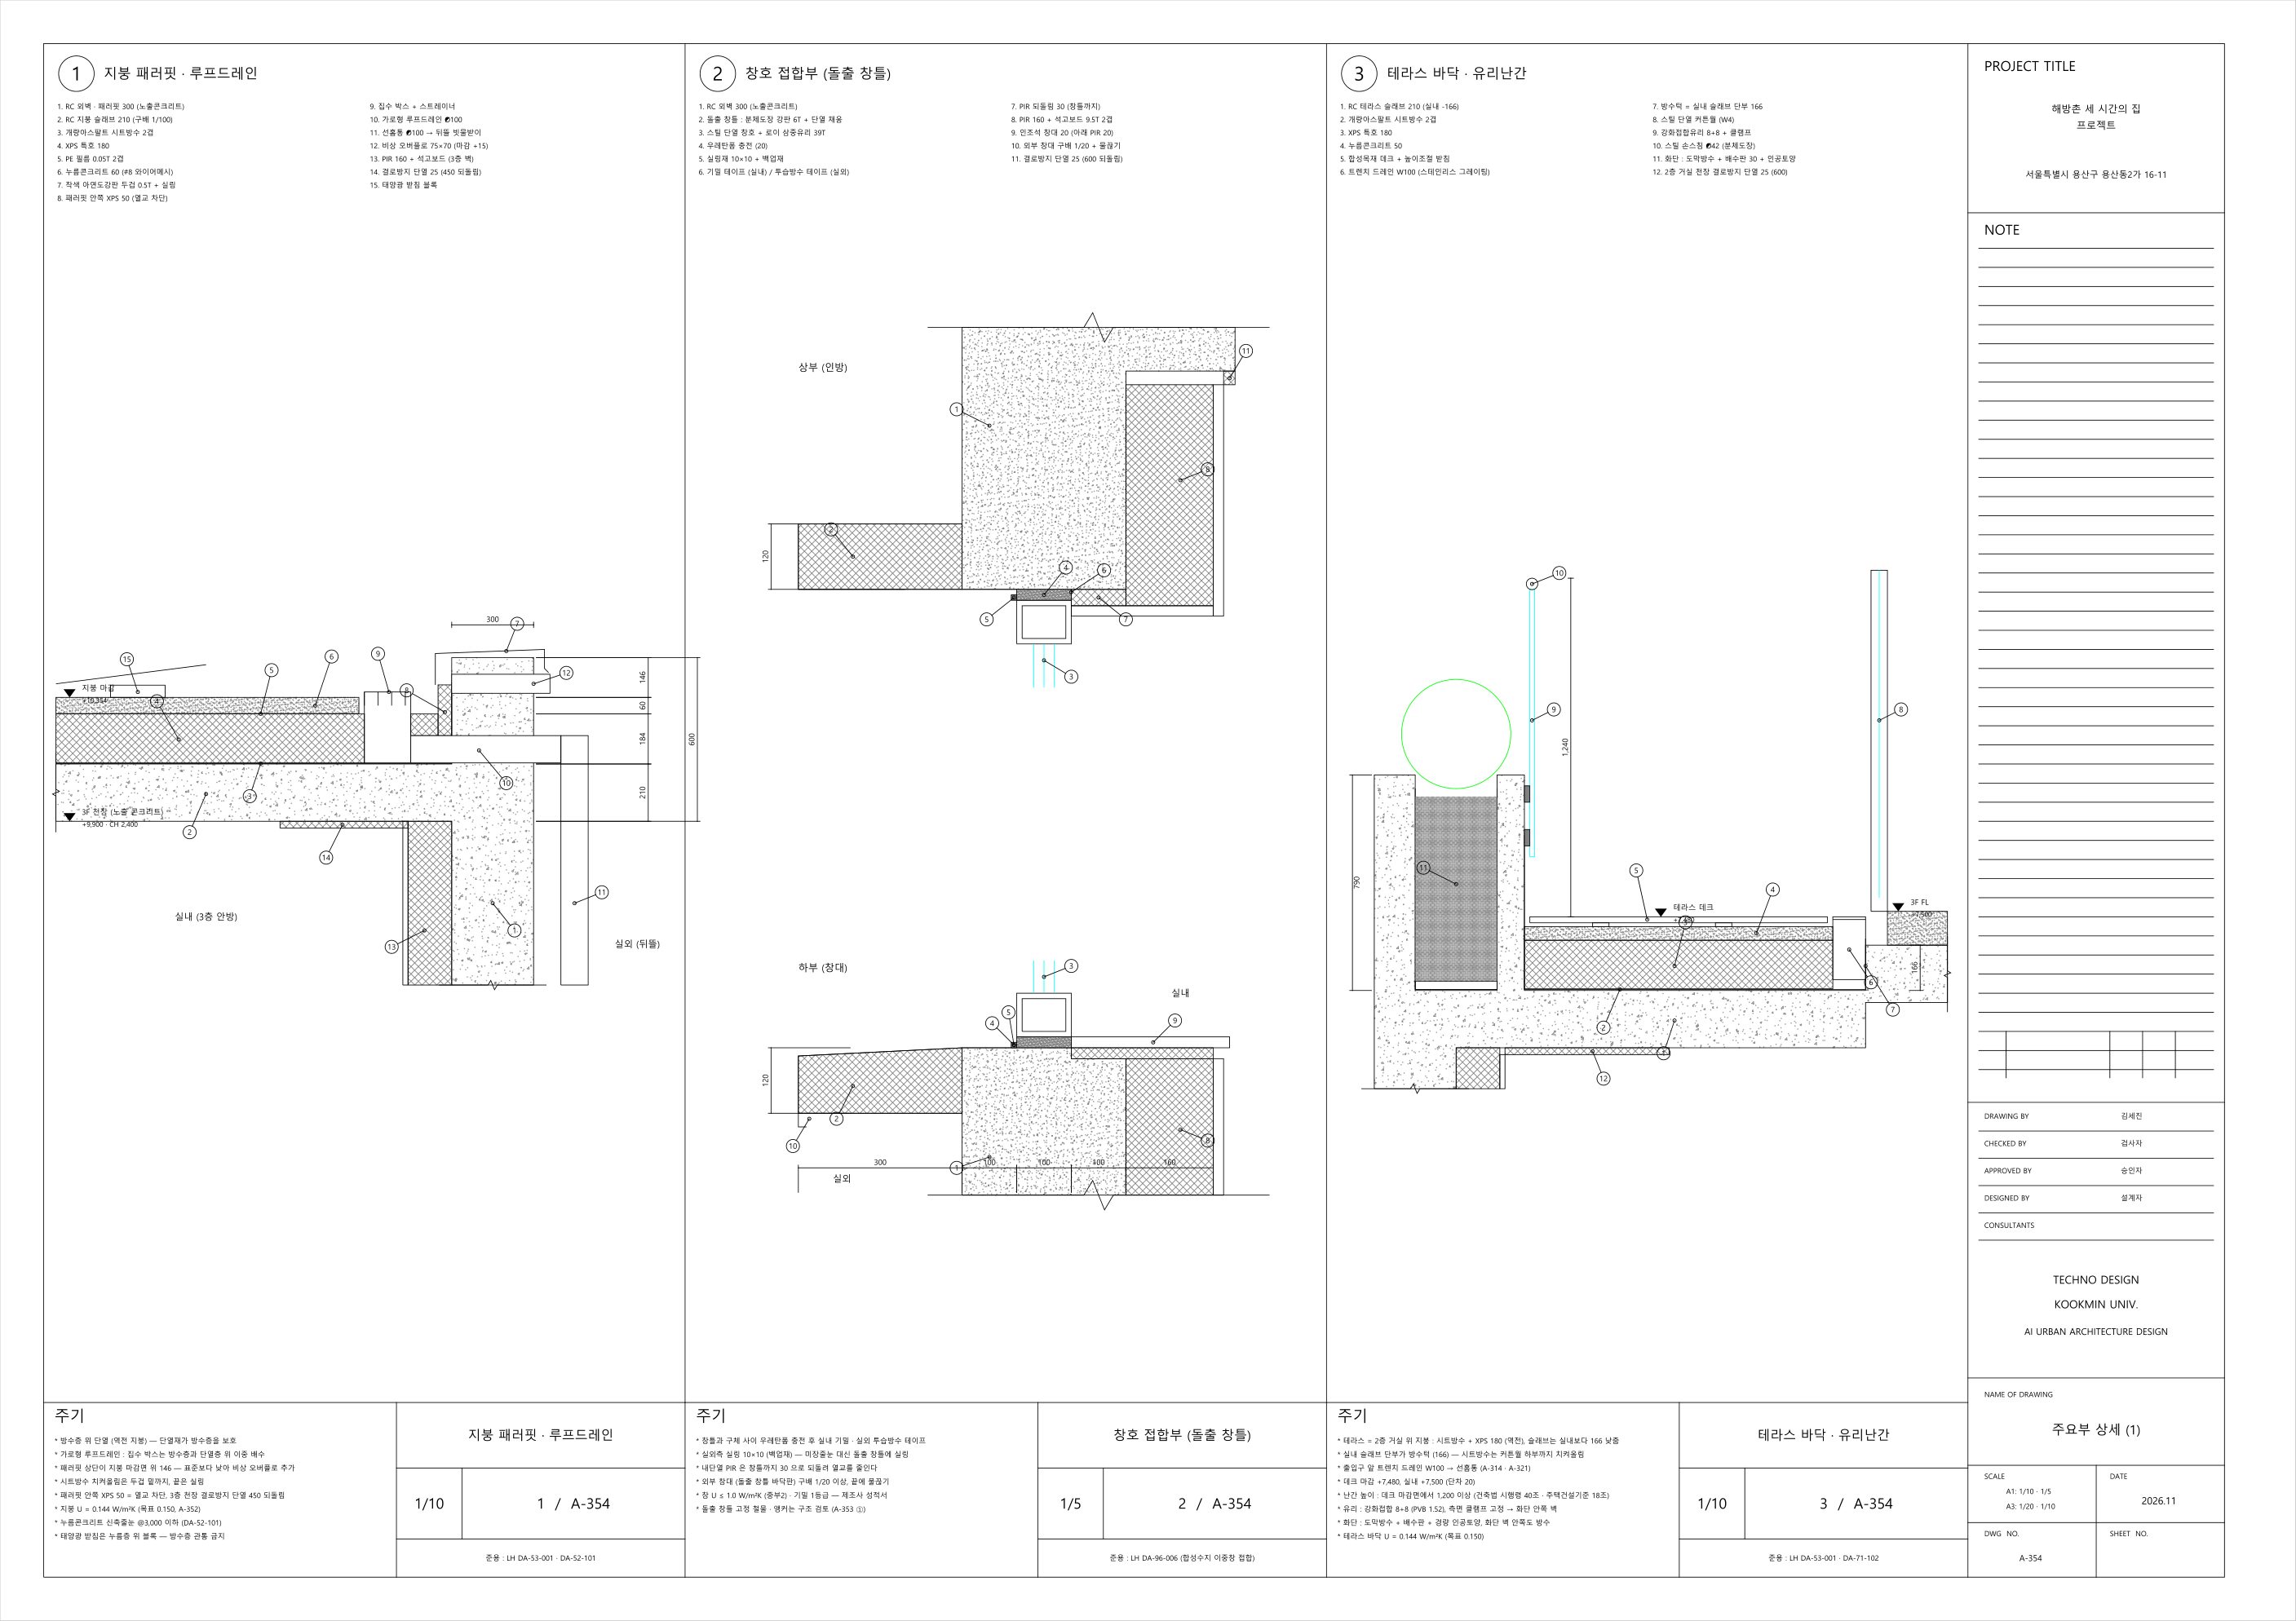 1 지붕 패러핏 · 루프드레인
1. RC 외벽 · 패러핏 300 (노출콘크리트)
2. RC 지붕 슬래브 210 (구배 1/100)
3. 개량아스팔트 시트방수 2겹
4. XPS 특호 180
5. PE 필름 0.05T 2겹
6. 누름콘크리트 60 (#8 와이어메시)
7. 착색 아연도강판 두겁 0.5T + 실링
8. 패러핏 안쪽 XPS 50 (열교 차단)
9. 집수 박스 + 스트레이너
10. 가로형 루프드레인 100
11. 선홈통 100 → 뒤뜰 빗물받이
12. 비상 오버플로 75×70 (마감 +15)
13. PIR 160 + 석고보드 (3층 벽)
14. 결로방지 단열 25 (450 되돌림)
15. 태양광 받침 블록
300
7
15
5
6
9
8
12
지붕 마감
+10,354
4
146
60
184
600
210
10
3
3F 천장 (노출 콘크리트)
+9,900 · CH 2,400
2
14
11
실내 (3층 안방)
1
13
실외 (뒤뜰)
2 창호 접합부 (돌출 창틀)
1. RC 외벽 300 (노출콘크리트)
2. 돌출 창틀 : 분체도장 강판 6T + 단열 채움
3. 스틸 단열 창호 + 로이 삼중유리 39T
4. 우레탄폼 충전 (20)
5. 실링재 10×10 + 백업재
6. 기밀 테이프 (실내) / 투습방수 테이프 (실외)
7. PIR 되돌림 30 (창틀까지)
8. PIR 160 + 석고보드 9.5T 2겹
9. 인조석 창대 20 (아래 PIR 20)
10. 외부 창대 구배 1/20 + 물끊기
11. 결로방지 단열 25 (600 되돌림)
11
상부 (인방)
1
8
2
120
4
6
5
7
3
하부 (창대)
3
실내
5
4
9
120
2
10
8
1
300
100
100
100
160
실외
3 테라스 바닥 · 유리난간
1. RC 테라스 슬래브 210 (실내 -166)
2. 개량아스팔트 시트방수 2겹
3. XPS 특호 180
4. 누름콘크리트 50
5. 합성목재 데크 + 높이조절 받침
6. 트렌치 드레인 W100 (스테인리스 그레이팅)
7. 방수턱 = 실내 슬래브 단부 166
8. 스틸 단열 커튼월 (W4)
9. 강화접합유리 8+8 + 클램프
10. 스틸 손스침 42 (분체도장)
11. 화단 : 도막방수 + 배수판 30 + 인공토양
12. 2층 거실 천장 결로방지 단열 25 (600)
10
9
8
1,240
790
11
5
4
테라스 데크
+7,480
3
3F FL
+7,500
166
6
7
2
1
12
주기
* 방수층 위 단열 (역전 지붕) — 단열재가 방수층을 보호
* 가로형 루프드레인 : 집수 박스는 방수층과 단열층 위 이중 배수
* 패러핏 상단이 지붕 마감면 위 146 — 표준보다 낮아 비상 오버플로 추가
* 시트방수 치켜올림은 두겁 밑까지, 끝은 실링
* 패러핏 안쪽 XPS 50 = 열교 차단, 3층 천장 결로방지 단열 450 되돌림
* 지붕 U = 0.144 W/m²K (목표 0.150, A-352)
* 누름콘크리트 신축줄눈 @3,000 이하 (DA-52-101)
* 태양광 받침은 누름층 위 블록 — 방수층 관통 금지
지붕 패러핏 · 루프드레인
1/10
1 / A-354
준용 : LH DA-53-001 · DA-52-101
주기
* 창틀과 구체 사이 우레탄폼 충전 후 실내 기밀 · 실외 투습방수 테이프
* 실외측 실링 10×10 (백업재) — 미장줄눈 대신 돌출 창틀에 실링
* 내단열 PIR 은 창틀까지 30 으로 되돌려 열교를 줄인다
* 외부 창대 (돌출 창틀 바닥판) 구배 1/20 이상, 끝에 물끊기
* 창 U ≤ 1.0 W/m²K (중부2) · 기밀 1등급 — 제조사 성적서
* 돌출 창틀 고정 철물 · 앵커는 구조 검토 (A-353 ①)
창호 접합부 (돌출 창틀)
1/5
2 / A-354
준용 : LH DA-96-006 (합성수지 이중창 접합)
주기
* 테라스 = 2층 거실 위 지붕 : 시트방수 + XPS 180 (역전), 슬래브는 실내보다 166 낮춤
* 실내 슬래브 단부가 방수턱 (166) — 시트방수는 커튼월 하부까지 치켜올림
* 출입구 앞 트렌치 드레인 W100 → 선홈통 (A-314 · A-321)
* 데크 마감 +7,480, 실내 +7,500 (단차 20)
* 난간 높이 : 데크 마감면에서 1,200 이상 (건축법 시행령 40조 · 주택건설기준 18조)
* 유리 : 강화접합 8+8 (PVB 1.52), 측면 클램프 고정 → 화단 안쪽 벽
* 화단 : 도막방수 + 배수판 + 경량 인공토양, 화단 벽 안쪽도 방수
* 테라스 바닥 U = 0.144 W/m²K (목표 0.150)
테라스 바닥 · 유리난간
1/10
3 / A-354
준용 : LH DA-53-001 · DA-71-102
PROJECT TITLE
해방촌 세 시간의 집
프로젝트
서울특별시 용산구 용산동2가 16-11
NOTE
DRAWING BY 김세진
CHECKED BY 검사자
APPROVED BY 승인자
DESIGNED BY 설계자
CONSULTANTS
TECHNO DESIGN
KOOKMIN UNIV.
AI URBAN ARCHITECTURE DESIGN
NAME OF DRAWING
주요부 상세 (1)
SCALE
A1: 1/10 · 1/5
A3: 1/20 · 1/10
DATE
2026.11
DWG NO.
A-354
SHEET NO.